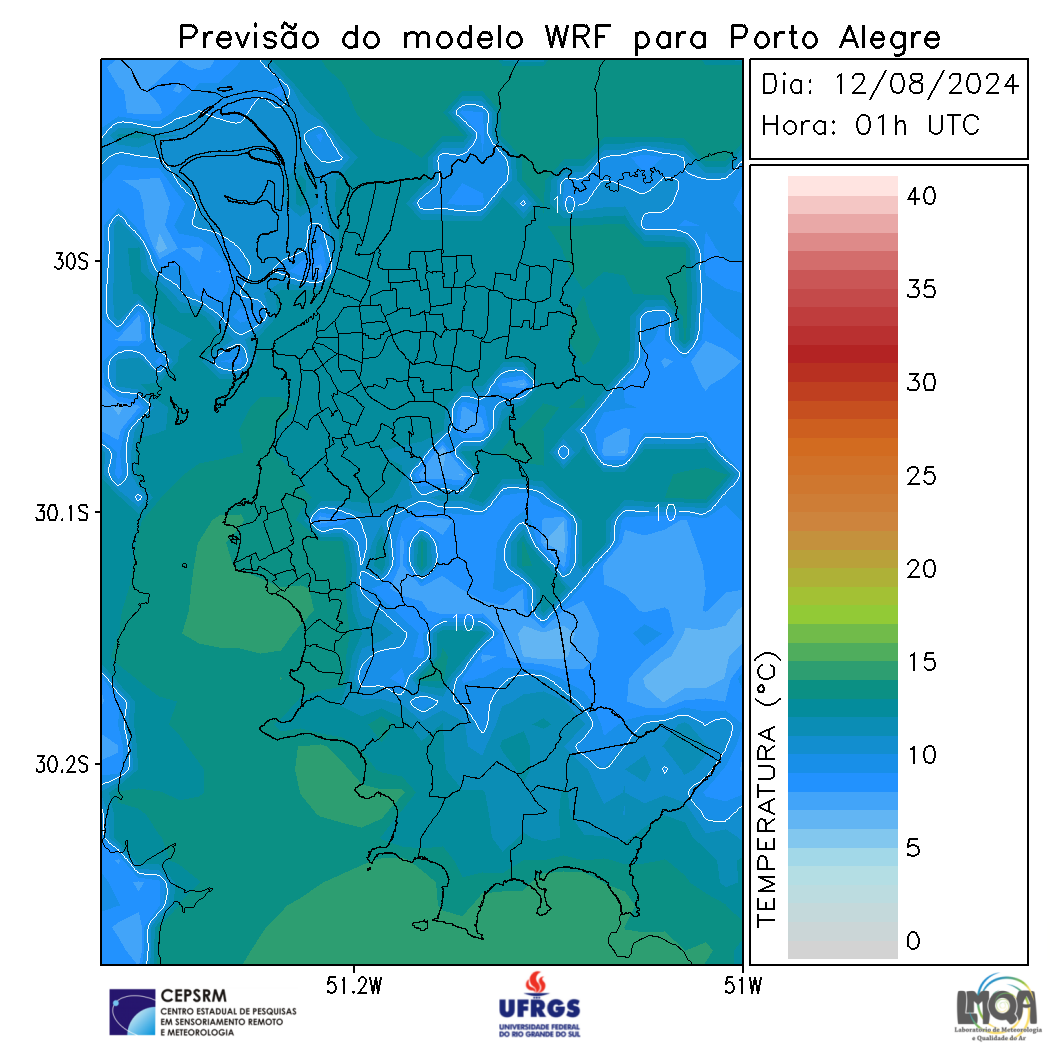 Previsão do modelo WRF para Porto Alegre
Dia: 12/08/2024
Hora: 01h UTC
40
35
30
25
20
15
10
5
0
TEMPERATURA (°C)
30S
30.1S
30.2S
51.2W
51W
10
10
10
CEPSRM
CENTRO ESTADUAL DE PESQUISAS
EM SENSORIAMENTO REMOTO
E METEOROLOGIA
UFRGS
UNIVERSIDADE FEDERAL
DO RIO GRANDE DO SUL
LMQA
Laboratório de Meteorologia
e Qualidade do Ar